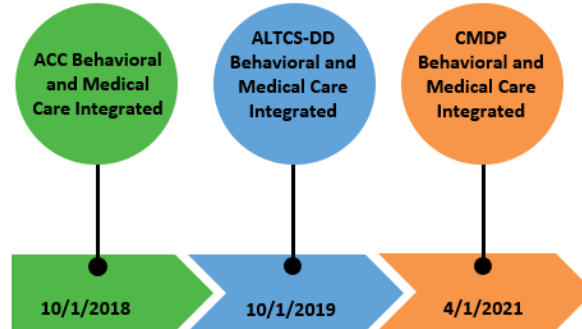 ACC Behavioral
and Medical
Care Integrated
ALTCS-DD
Behavioral and
Medical Care
Integrated
CMDP
Behavioral and
Medical Care
Integrated
10/1/2018
10/1/2019
4/1/2021